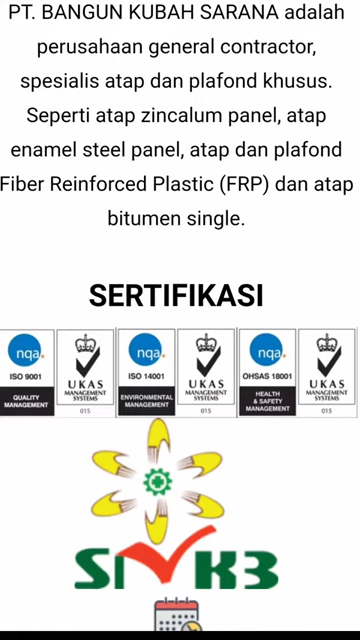 PT. BANGUN KUBAH SARANA adalah
perusahaan general contractor,
spesialis atap dan plafond khusus.
Seperti atap zincalum panel, atap
enamel steel panel, atap dan plafond
Fiber Reinforced Plastic (FRP) dan atap
bitumen single.
SERTIFIKASI
nqa.
ISO 9001
QUALITY
MANAGEMENT
UKAS
MANAGEMENT
SYSTEMS
015
nqa.
ISO 14001
ENVIRONMENTAL
MANAGEMENT
UKAS
MANAGEMENT
SYSTEMS
015
nqa.
OHSAS 18001
HEALTH
& SAFETY
MANAGEMENT
UKAS
MANAGEMENT
SYSTEMS
015
SMK3